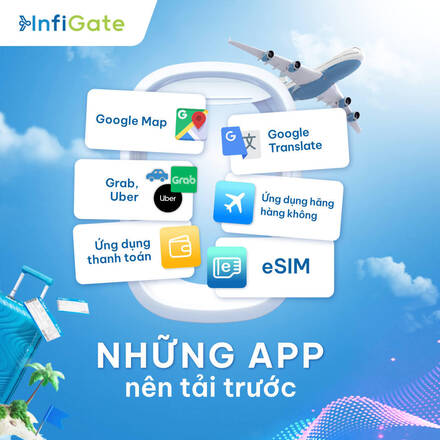 InfiGate
Google Map
Google
Translate
Grab,
Uber
Grab
Uber
Ứng dụng hãng
hàng không
Ứng dụng
thanh toán
eSIM
NHỮNG APP
nên tải trước